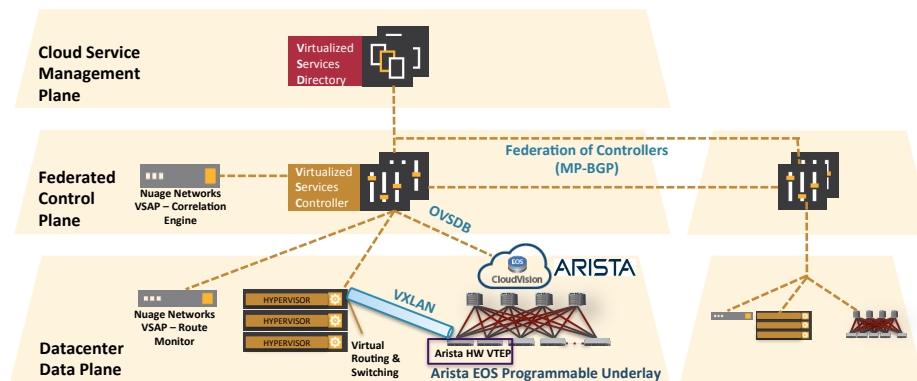 Cloud Service
Management
Plane
Virtualized
Services
Directory
Federated
Control
Plane
Nuage Networks
VSAP – Correlation
Engine
Virtualized
Services
Controller
Federation of Controllers
(MP-BGP)
OVSDB
EOS
CloudVision
ARISTA
Nuage Networks
VSAP – Route
Monitor
HYPERVISOR
HYPERVISOR
HYPERVISOR
VXLAN
Virtual
Routing &
Switching
Arista HW VTEP
Datacenter
Data Plane
Arista EOS Programmable Underlay